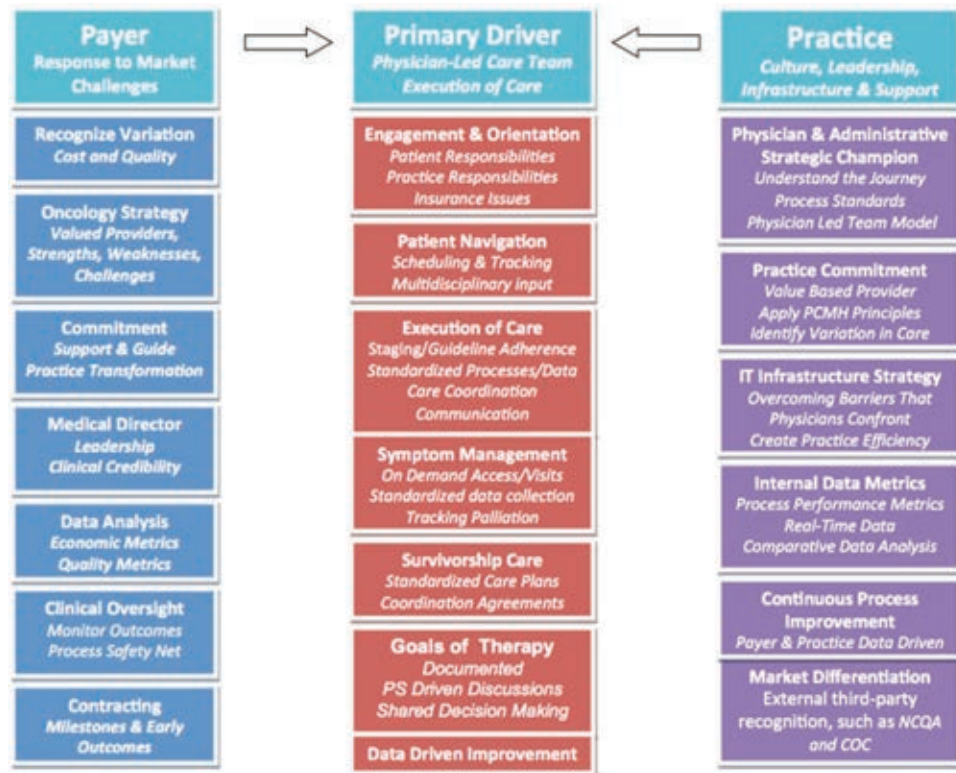 Payer
Response to Market
Challenges
Recognize Variation
Cost and Quality
Oncology Strategy
Valued Providers,
Strengths, Weaknesses,
Challenges
Commitment
Support & Guide
Practice Transformation
Medical Director
Leadership
Clinical Credibility
Data Analysis
Economic Metrics
Quality Metrics
Clinical Oversight
Monitor Outcomes
Process Safety Net
Contracting
Milestones & Early
Outcomes
Primary Driver
Physician-Led Care Team
Execution of Care
Engagement & Orientation
Patient Responsibilities
Practice Responsibilities
Insurance Issues
Patient Navigation
Scheduling & Tracking
Multidisciplinary input
Execution of Care
Staging/Guideline Adherence
Standardized Processes/Data
Care Coordination
Communication
Symptom Management
On Demand Access/Visits
Standardized data collection
Tracking Palliation
Survivorship Care
Standardized Care Plans
Coordination Agreements
Goals of Therapy
Documented
PS Driven Discussions
Shared Decision Making
Data Driven Improvement
Practice
Culture, Leadership,
Infrastructure & Support
Physician & Administrative
Strategic Champion
Understand the Journey
Process Standards
Physician Led Team Model
Practice Commitment
Value Based Provider
Apply PCMH Principles
Identify Variation in Care
IT Infrastructure Strategy
Overcoming Barriers That
Physicians Confront
Create Practice Efficiency
Internal Data Metrics
Process Performance Metrics
Real-Time Data
Comparative Data Analysis
Continuous Process
Improvement
Payer & Practice Data Driven
Market Differentiation
External third-party
recognition, such as NCQA
and COC